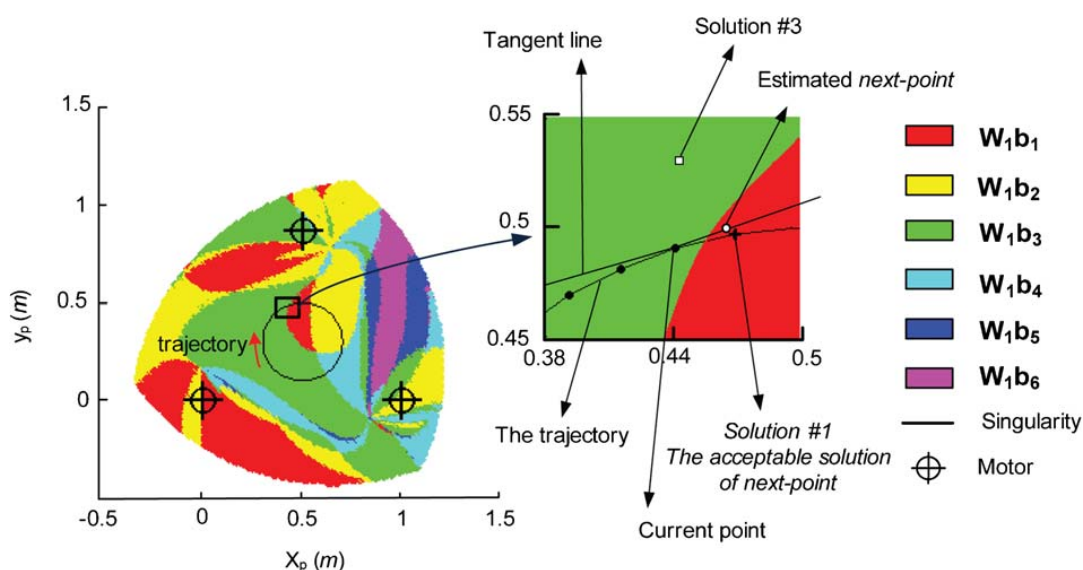 Solution #3
Tangent line
Estimated next-point
1.5
1
0.5
0
-0.5
0
0.5
1
1.5
yₚ (m)
Xₚ (m)
trajectory
0.55
0.5
0.45
0.38
0.44
0.5
The trajectory
Solution #1
The acceptable solution
of next-point
Current point
W₁b₁
W₁b₂
W₁b₃
W₁b₄
W₁b₅
W₁b₆
Singularity
Motor